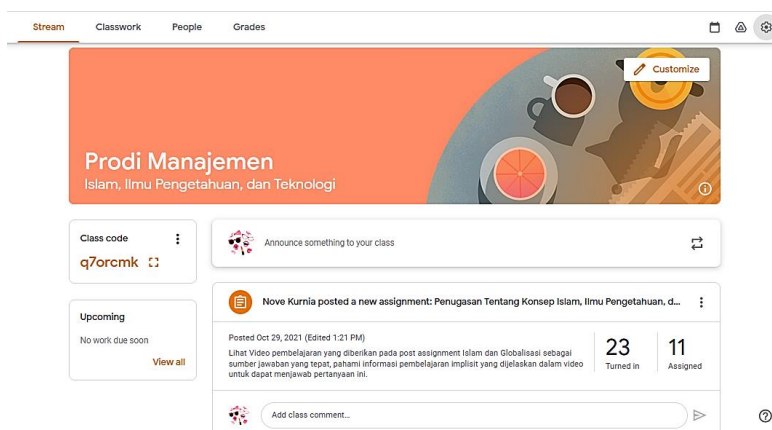 Stream Classwork People Grades
Customize
Prodi Manajemen
Islam, Ilmu Pengetahuan, dan Teknologi
Class code
q7orcmk
Announce something to your class
Nove Kurnia posted a new assignment: Penugasan Tentang Konsep Islam, Ilmu Pengetahuan, d...
Upcoming
No work due soon
View all
Posted Oct 29, 2021 (Edited 1:21 PM)
Lihat Video pembelajaran yang diberikan pada post assignment Islam dan Globalisasi sebagai
sumber jawaban yang tepat, pahami informasi pembelajaran implisit yang dijelaskan dalam video
untuk dapat menjawab pertanyaan ini.
23 11
Turned in Assigned
Add class comment...